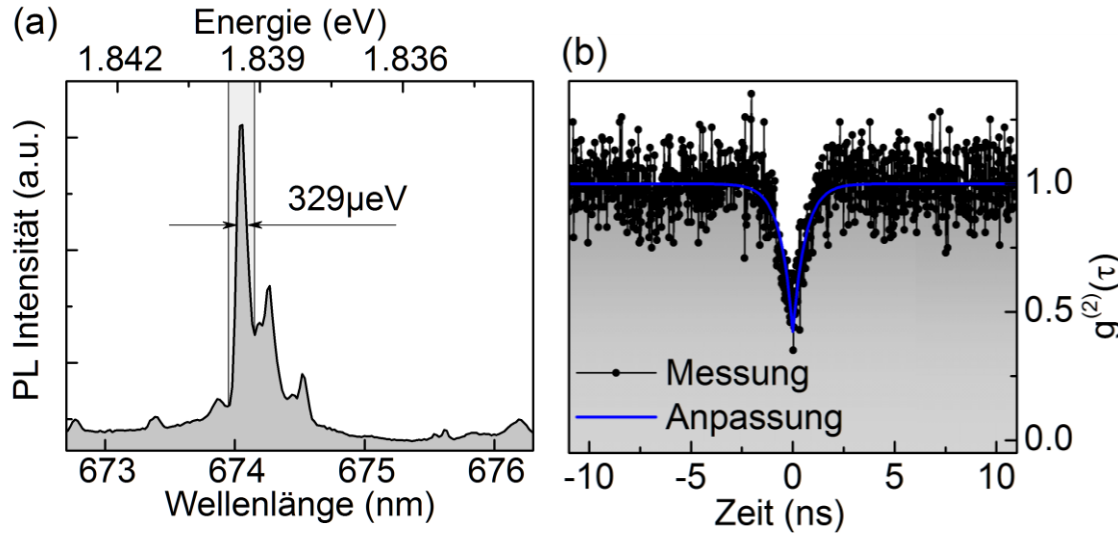 (a)
Energie (eV)
1.842 1.839 1.836
PL Intensität (a.u.)
329µeV
673 674 675 676
Wellenlänge (nm)
(b)
1.0
0.5
0.0
g(2)(τ)
Messung
Anpassung
-10 -5 0 5 10
Zeit (ns)